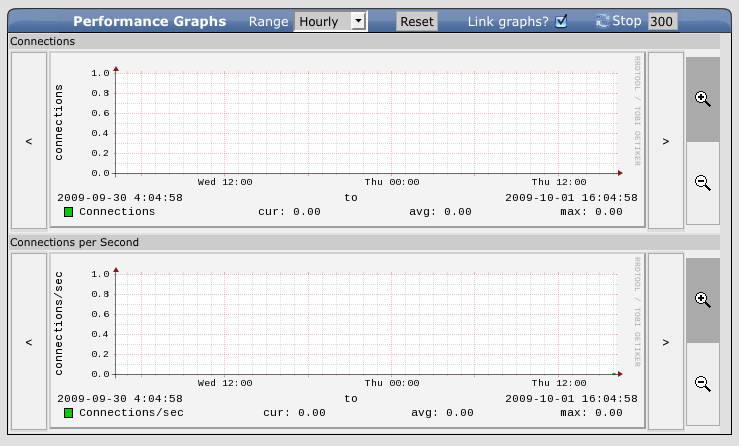 Performance Graphs Range Hourly Reset Link graphs? Stop 300
Connections
<
connections
1.0
0.8
0.6
0.4
0.2
0.0
Wed 12:00 Thu 00:00 Thu 12:00
2009-09-30 4:04:58 to 2009-10-01 16:04:58
Connections cur: 0.00 avg: 0.00 max: 0.00
RRDTOOL / TOBI OETIKER
>
Connections per Second
<
connections/sec
1.0
0.8
0.6
0.4
0.2
0.0
Wed 12:00 Thu 00:00 Thu 12:00
2009-09-30 4:04:58 to 2009-10-01 16:04:58
Connections/sec cur: 0.00 avg: 0.00 max: 0.00
RRDTOOL / TOBI OETIKER
>